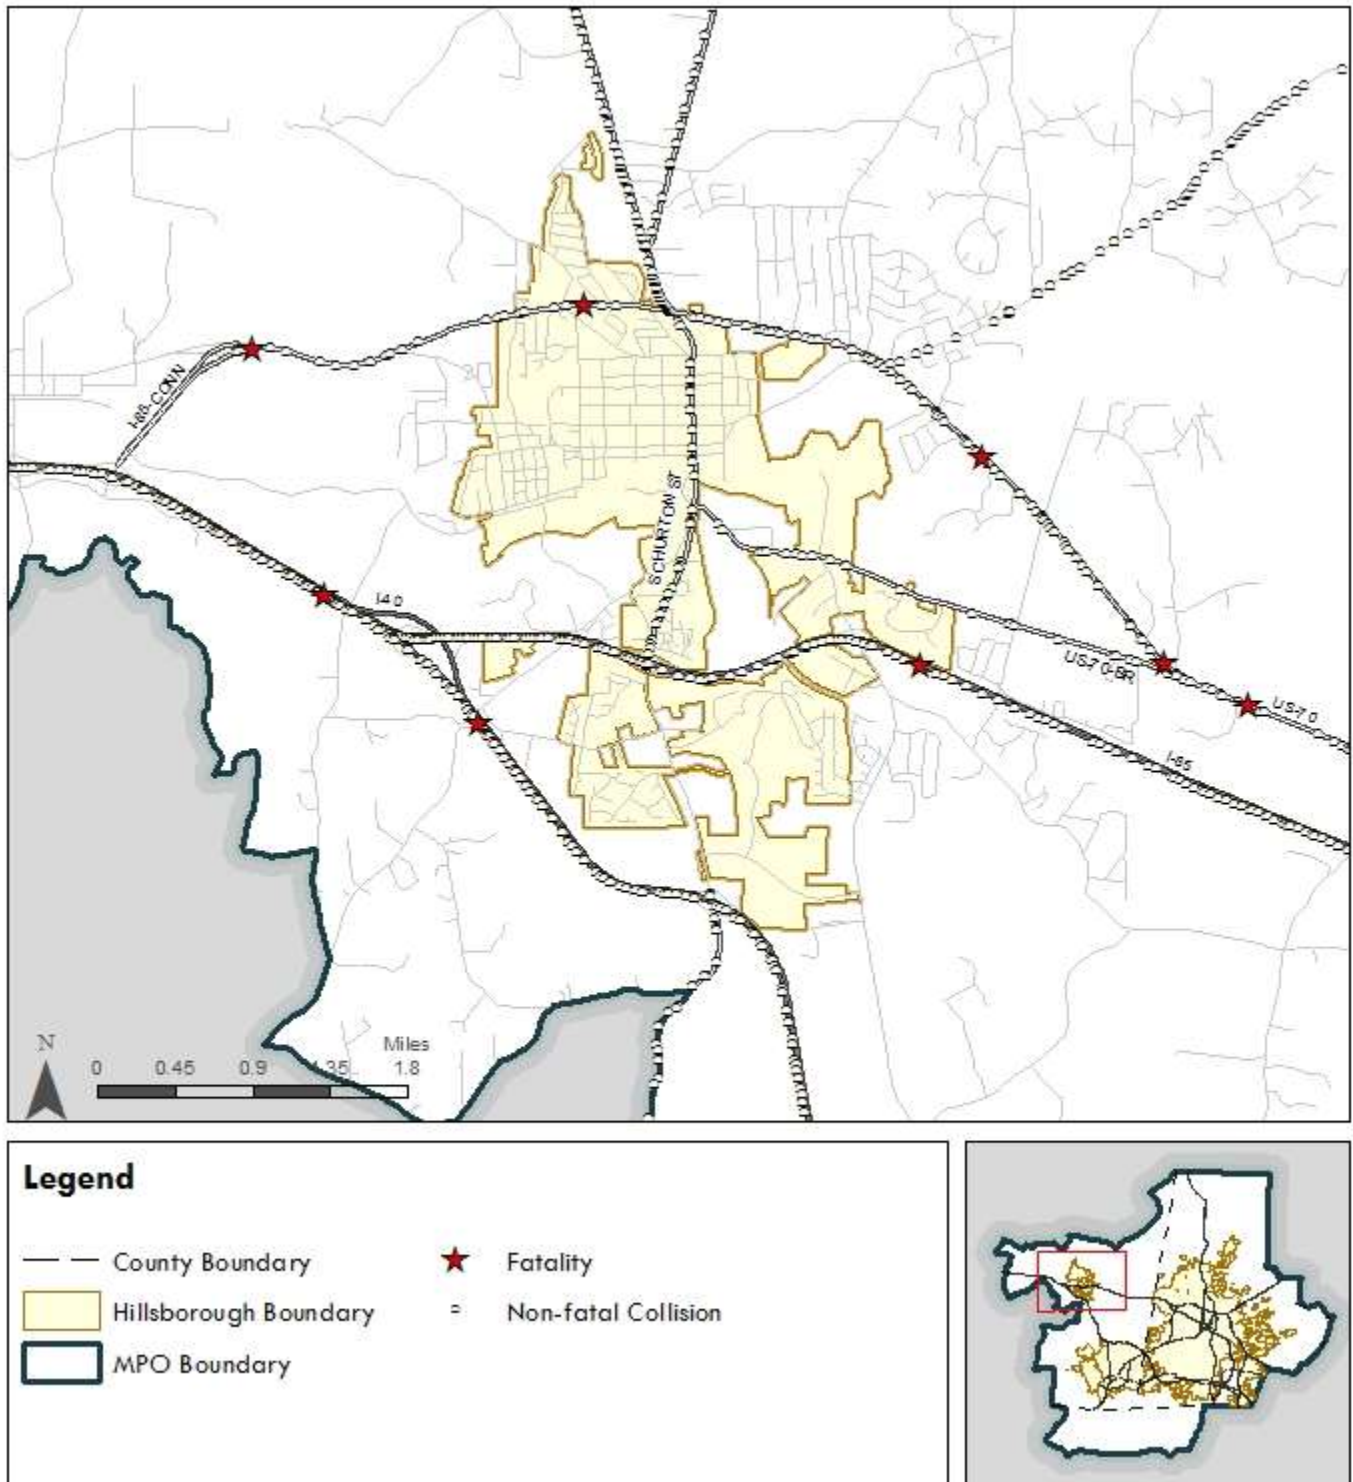 I-85-CONN
S CHURTON ST
I-40
US-70-BR
US-70
I-85
N
Miles
0 0.45 0.9 1.35 1.8
Legend
County Boundary
Fatality
Hillsborough Boundary
Non-fatal Collision
MPO Boundary